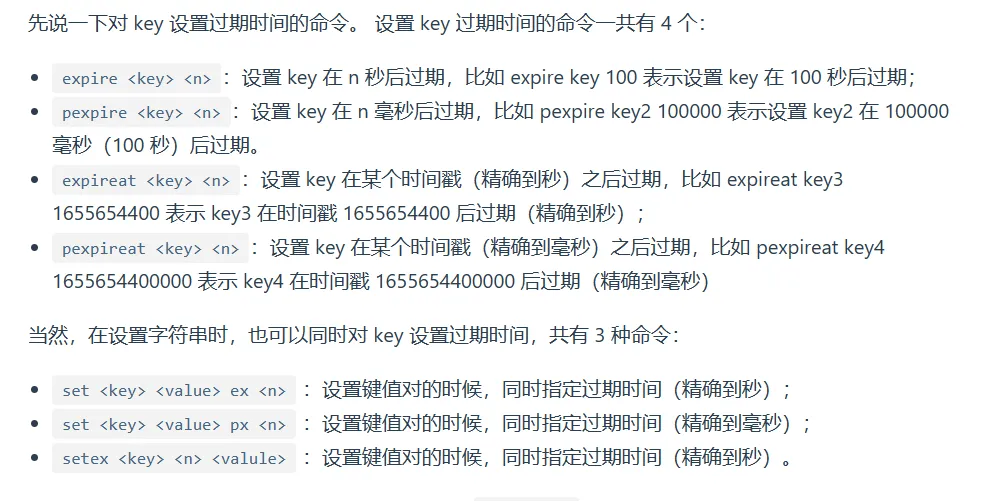 先说一下对 key 设置过期时间的命令。 设置 key 过期时间的命令一共有 4 个：
expire <key> <n>：设置 key 在 n 秒后过期，比如 expire key 100 表示设置 key 在 100 秒后过期；
pexpire <key> <n>：设置 key 在 n 毫秒后过期，比如 pexpire key2 100000 表示设置 key2 在 100000
毫秒（100 秒）后过期。
expireat <key> <n>：设置 key 在某个时间戳（精确到秒）之后过期，比如 expireat key3
1655654400 表示 key3 在时间戳 1655654400 后过期（精确到秒）；
pexpireat <key> <n>：设置 key 在某个时间戳（精确到毫秒）之后过期，比如 pexpireat key4
1655654400000 表示 key4 在时间戳 1655654400000 后过期（精确到毫秒）
当然，在设置字符串时，也可以同时对 key 设置过期时间，共有 3 种命令：
set <key> <value> ex <n> ：设置键值对的时候，同时指定过期时间（精确到秒）；
set <key> <value> px <n> ：设置键值对的时候，同时指定过期时间（精确到毫秒）；
setex <key> <n> <valule> ：设置键值对的时候，同时指定过期时间（精确到秒）。